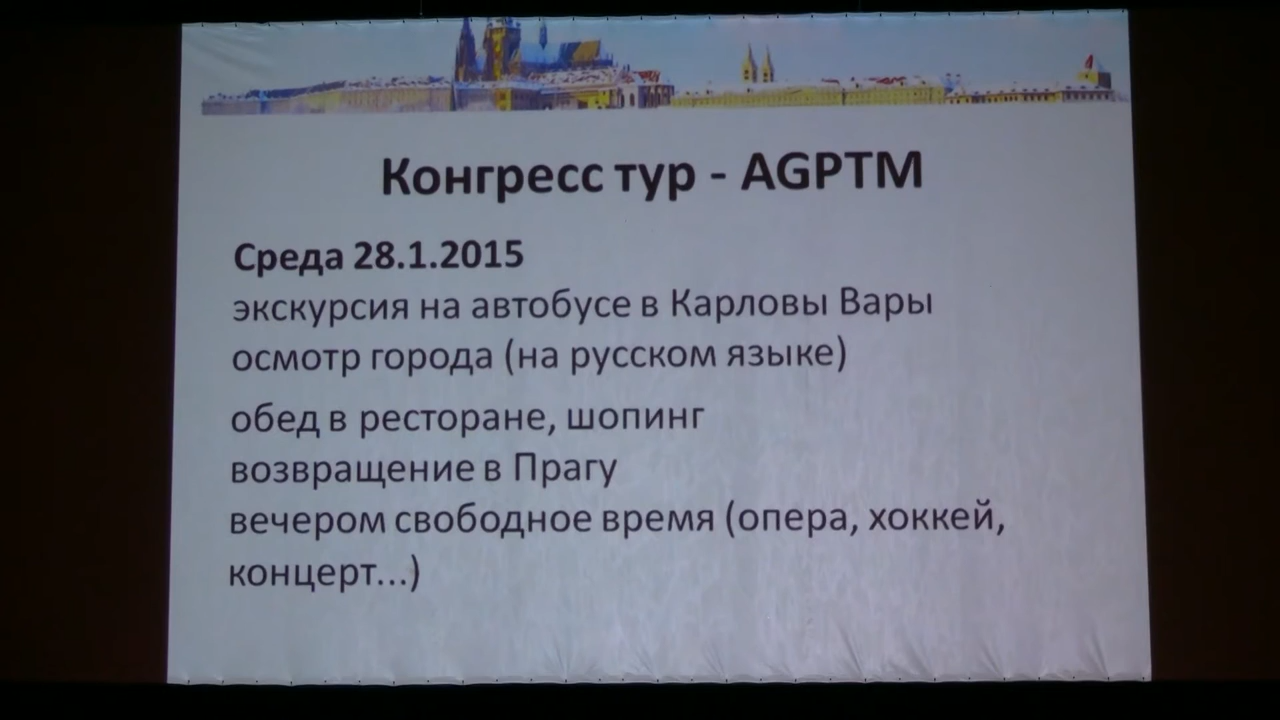 Конгресс тур - AGPTM
Среда 28.1.2015
экскурсия на автобусе в Карловы Вары
осмотр города (на русском языке)
обед в ресторане, шопинг
возвращение в Прагу
вечером свободное время (опера, хоккей,
концерт...)